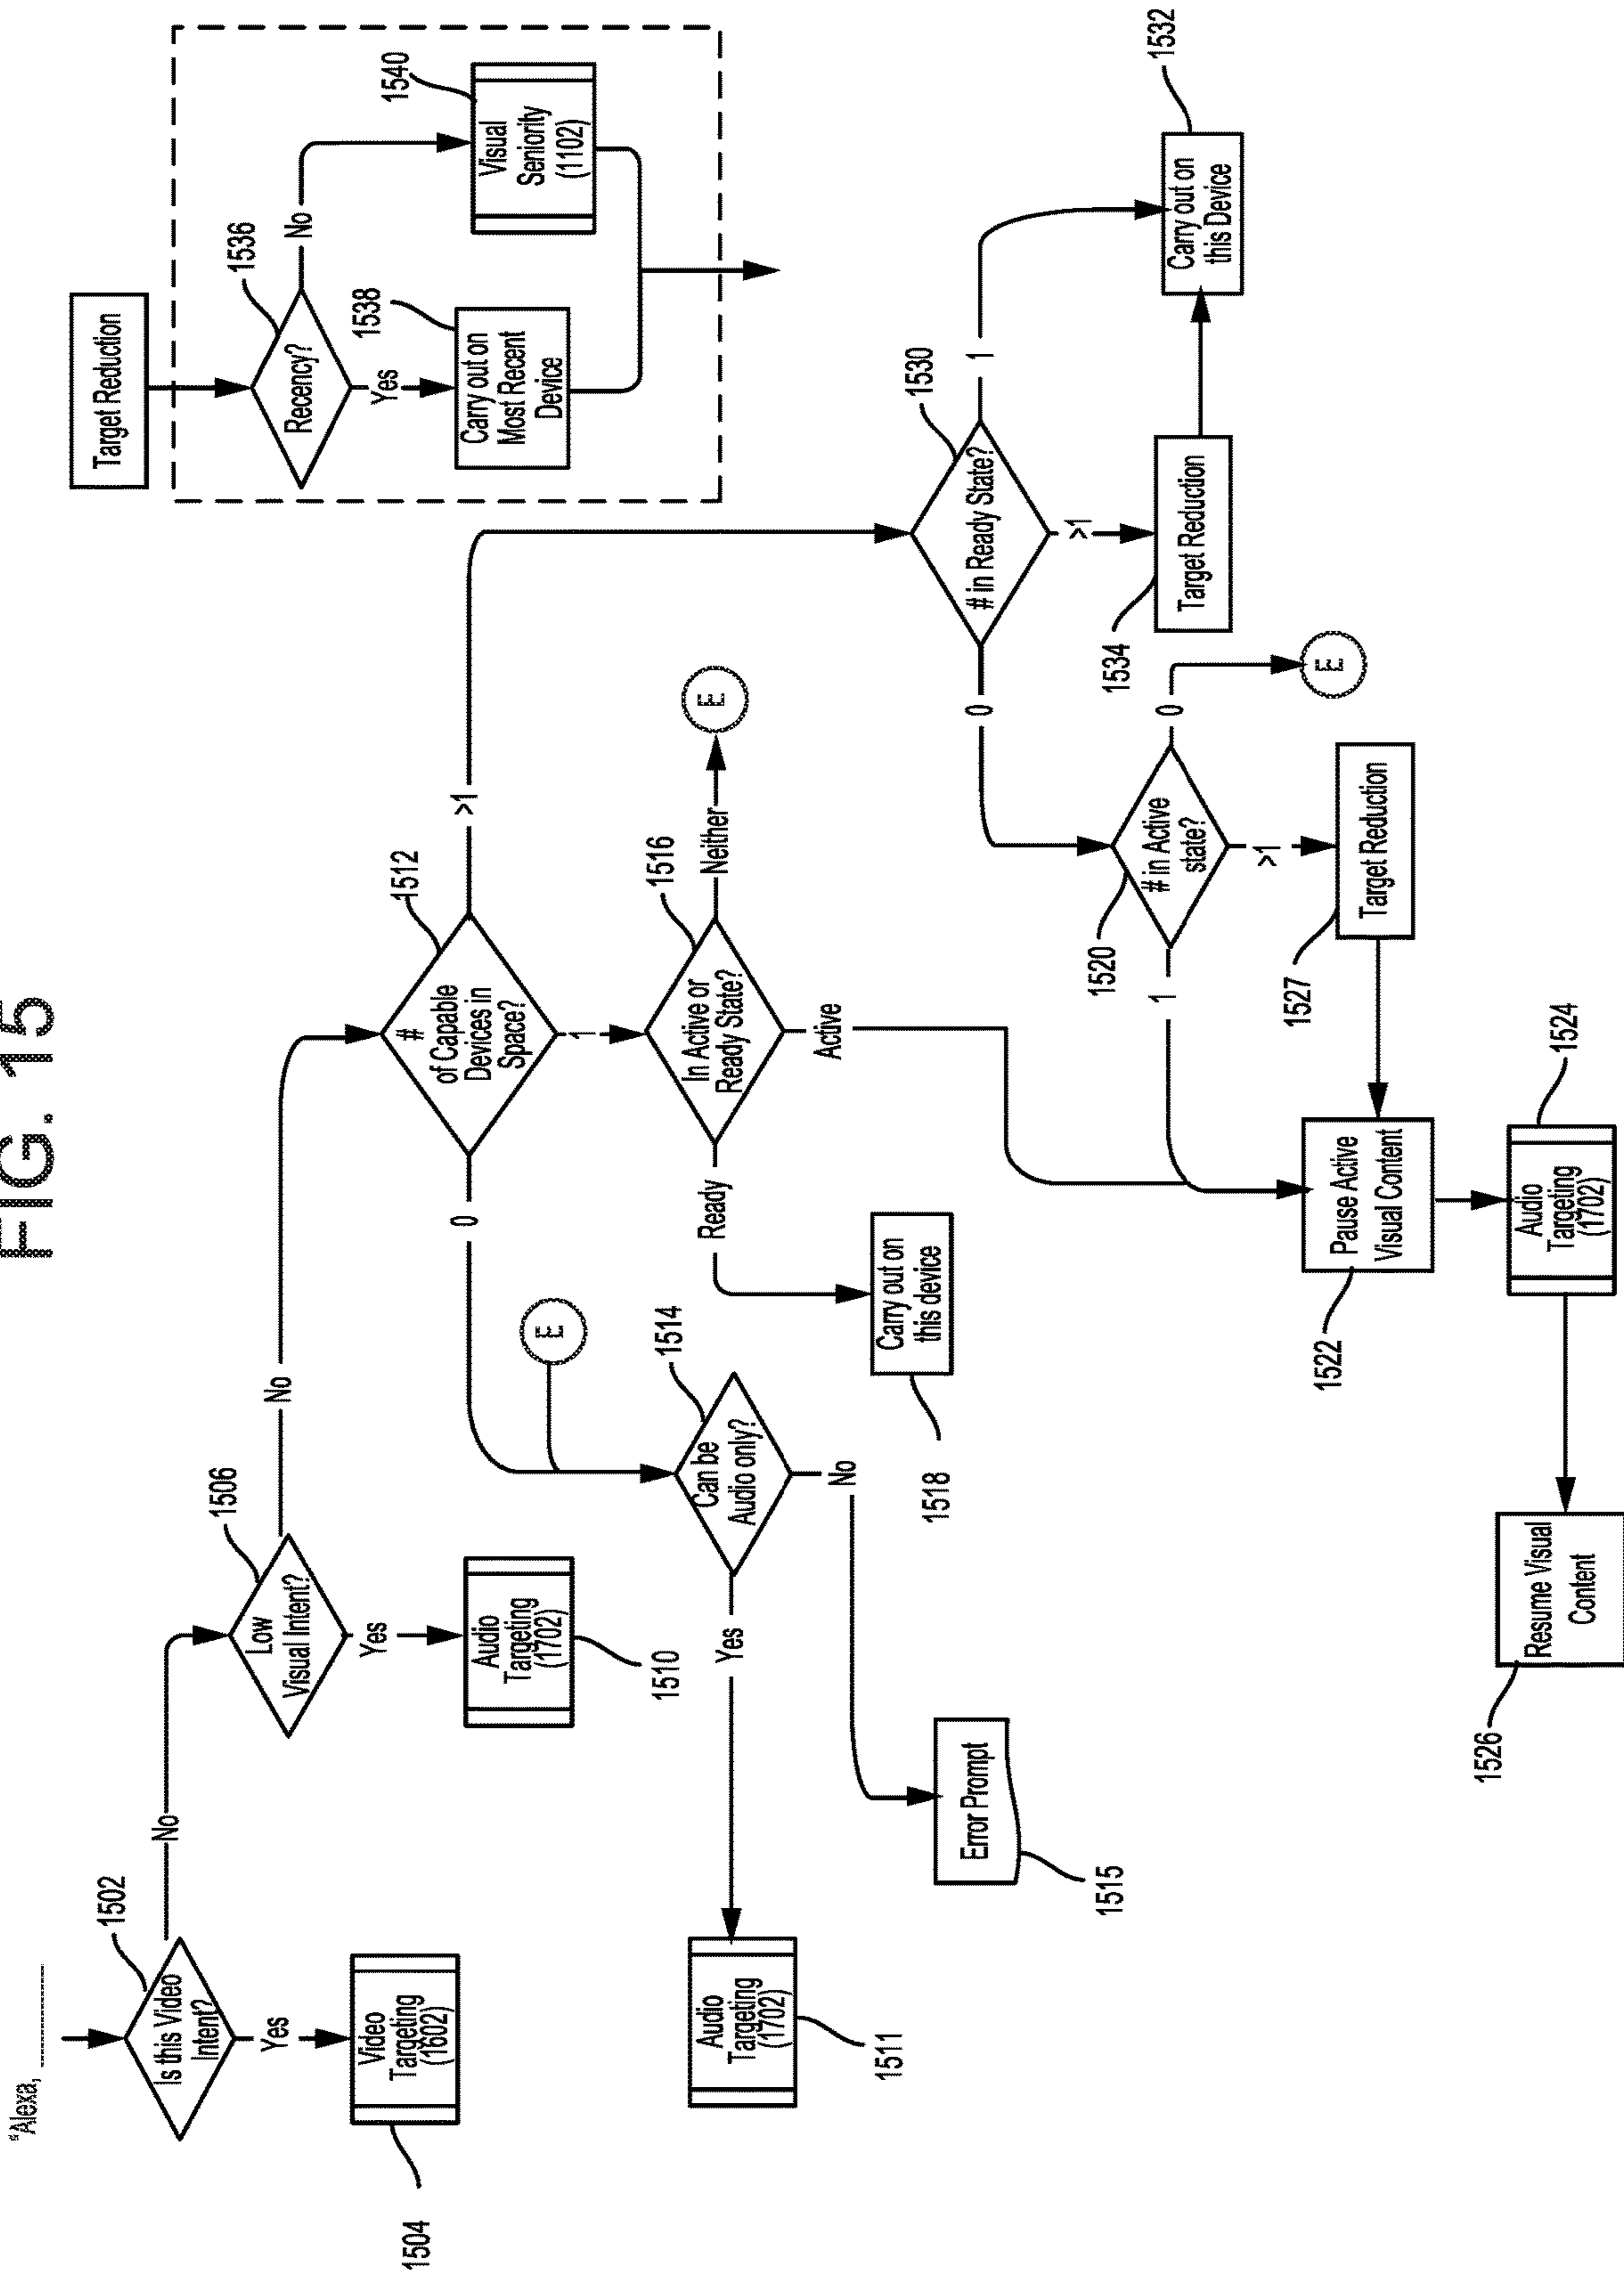 FIG. 15
"Alexa,
Is this Video
Intent?
1502
Yes
No
Video
Targeting
(1602)
1504
Low
Visual Intent?
1506
Yes
No
Audio
Targeting
(1702)
1510
#
of Capable
Devices in
Space?
1512
0
1
>1
E
Can be
Audio only?
1514
Yes
No
Audio
Targeting
(1702)
1511
Error Prompt
1515
In Active or
Ready State?
1516
Ready
Active
Neither
E
Carry out on
this device
1518
# in Ready State?
1530
0
>1
1
Target Reduction
1534
Carry out on
this Device
1532
# in Active
state?
1520
1
>1
0
E
Target Reduction
1527
Pause Active
Visual Content
1522
Audio
Targeting
(1702)
1524
Resume Visual
Content
1526
Target Reduction
Recency?
1536
Yes
No
Carry out on
Most Recent
Device
1538
Visual
Seniority
(1102)
1540